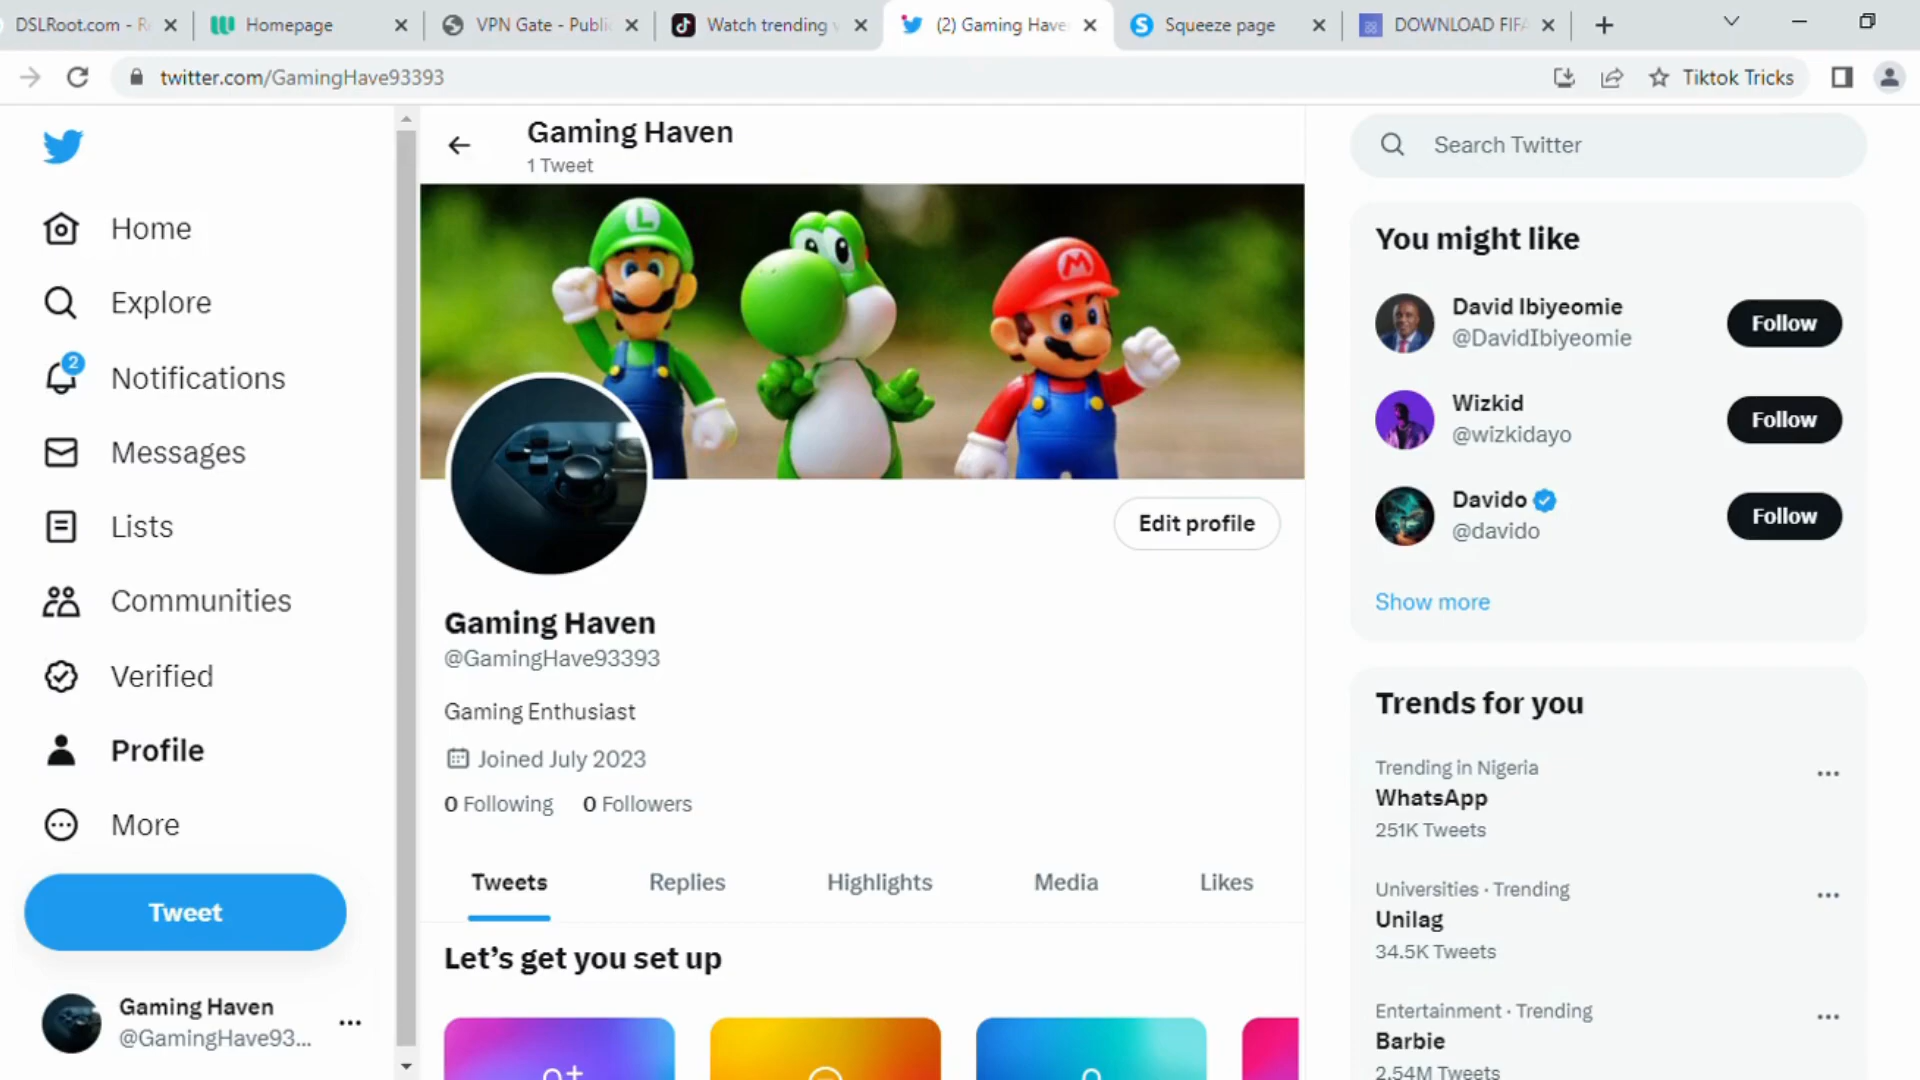 DSLRoot.com - R
Homepage
VPN Gate - Publi
Watch trending v
(2) Gaming Have
Squeeze page
DOWNLOAD FIFA
twitter.com/GamingHave93393
Tiktok Tricks
Home
Explore
2
Notifications
Messages
Lists
Communities
Verified
Profile
More
Tweet
Gaming Haven
@GamingHave93...
Gaming Haven
1 Tweet
L
M
Edit profile
Gaming Haven
@GamingHave93393
Gaming Enthusiast
Joined July 2023
0 Following 0 Followers
Tweets Replies Highlights Media Likes
Let's get you set up
Search Twitter
You might like
David Ibiyeomie
@DavidIbiyeomie
Follow
Wizkid
@wizkidayo
Follow
Davido
@davido
Follow
Show more
Trends for you
Trending in Nigeria
WhatsApp
251K Tweets
Universities · Trending
Unilag
34.5K Tweets
Entertainment · Trending
Barbie
2.54M Tweets